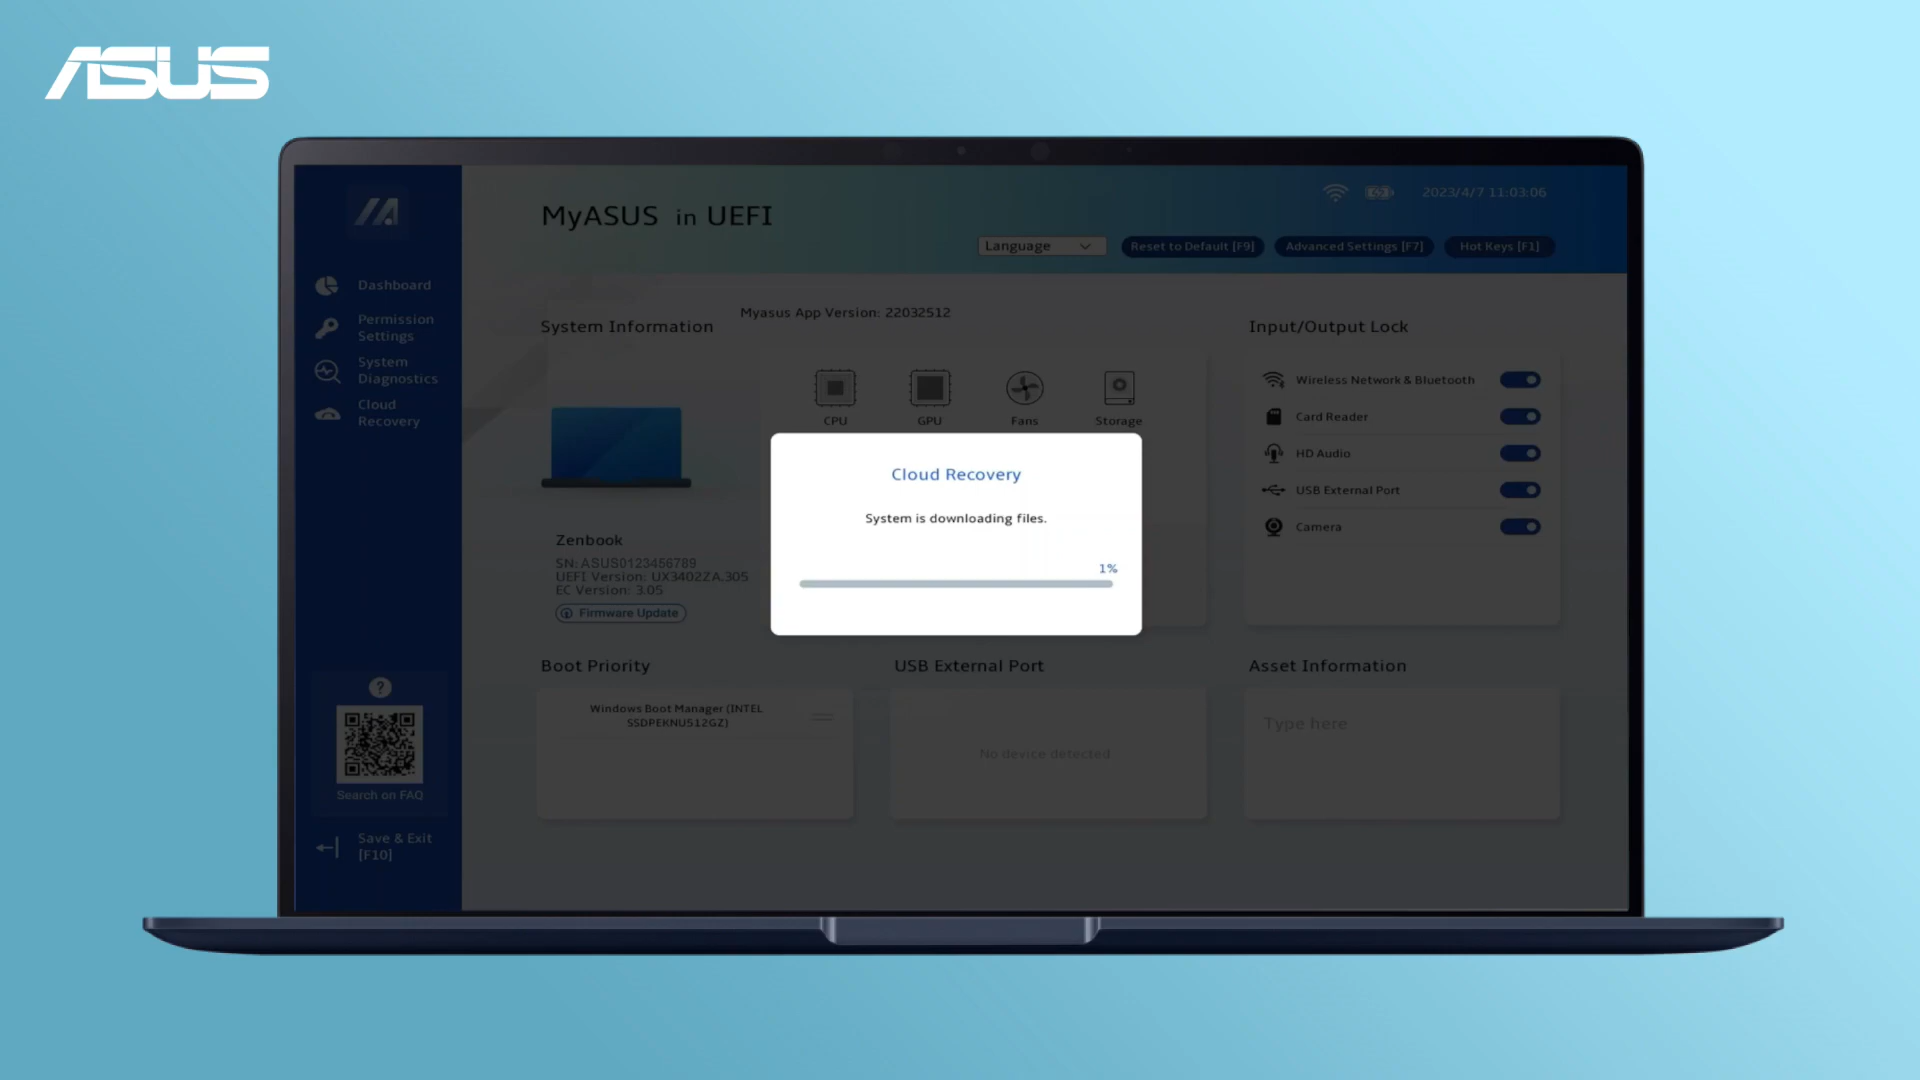 ASUS
MyASUS in UEFI
2023/4/7 11:03:06
Language
Reset to Default [F9]
Advanced Settings [F7]
Hot Keys [F1]
Dashboard
Permission
Settings
System
Diagnostics
Cloud
Recovery
?
Search on FAQ
Save & Exit
[F10]
System Information
Myasus App Version: 22032512
CPU
GPU
Fans
Storage
Zenbook
SN: ASUS0123456789
UEFI Version: UX3402ZA.305
EC Version: 3.05
Firmware Update
Cloud Recovery
System is downloading files.
1%
Input/Output Lock
Wireless Network & Bluetooth
Card Reader
HD Audio
USB External Port
Camera
Boot Priority
Windows Boot Manager (INTEL
SSDPEKNU512GZ)
USB External Port
No device detected
Asset Information
Type here